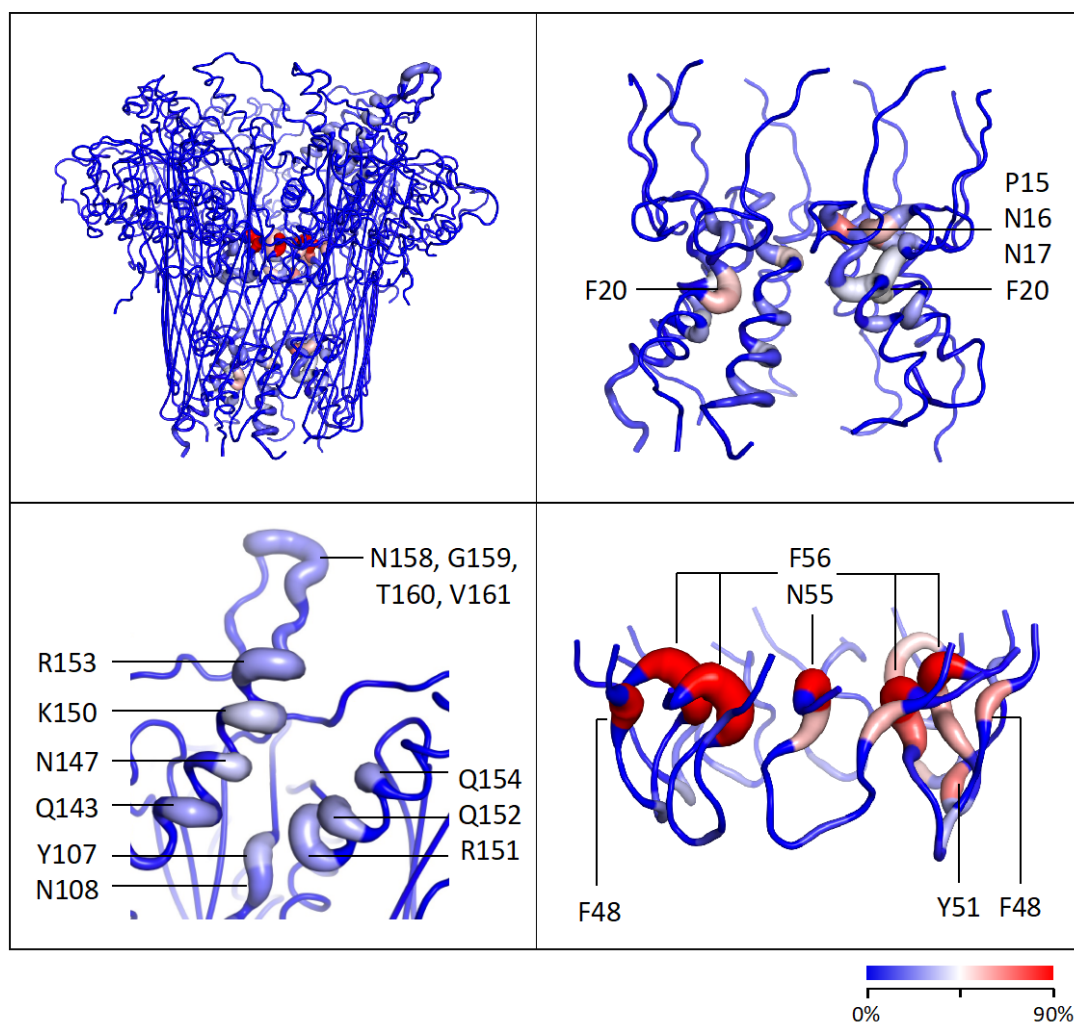 P15
N16
N17
F20
F20
N158, G159,
T160, V161
R153
K150
N147
Q143
Y107
N108
Q154
Q152
R151
F56
N55
F48
Y51
F48
0%
90%